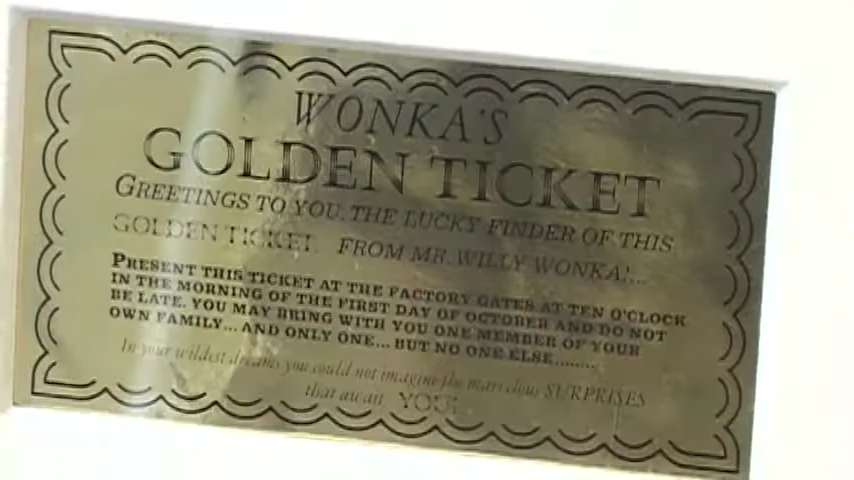 WONKA'S
GOLDEN TICKET
GREETINGS TO YOU, THE LUCKY FINDER OF THIS
GOLDEN TICKET, FROM MR. WILLY WONKA!...
PRESENT THIS TICKET AT THE FACTORY GATES AT TEN O'CLOCK
IN THE MORNING OF THE FIRST DAY OF OCTOBER AND DO NOT
BE LATE. YOU MAY BRING WITH YOU ONE MEMBER OF YOUR
OWN FAMILY... AND ONLY ONE... BUT NO ONE ELSE........
In your wildest dreams you could not imagine the marvelous SURPRISES
that await YOU!